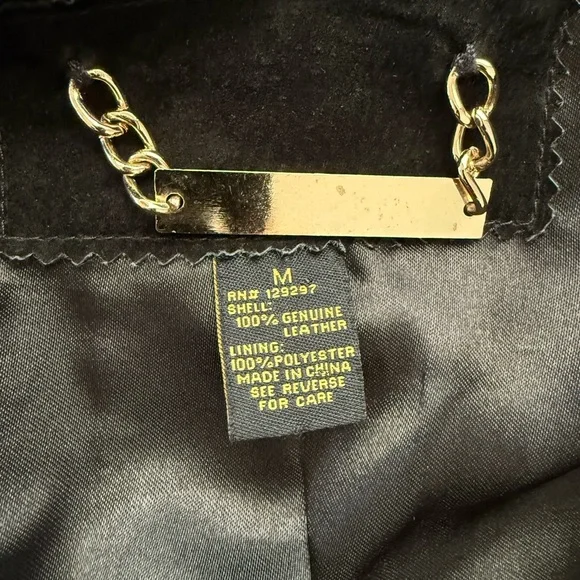 M
RN# 129297
SHELL:
100% GENUINE
LEATHER
LINING:
100% POLYESTER
MADE IN CHINA
SEE REVERSE
FOR CARE